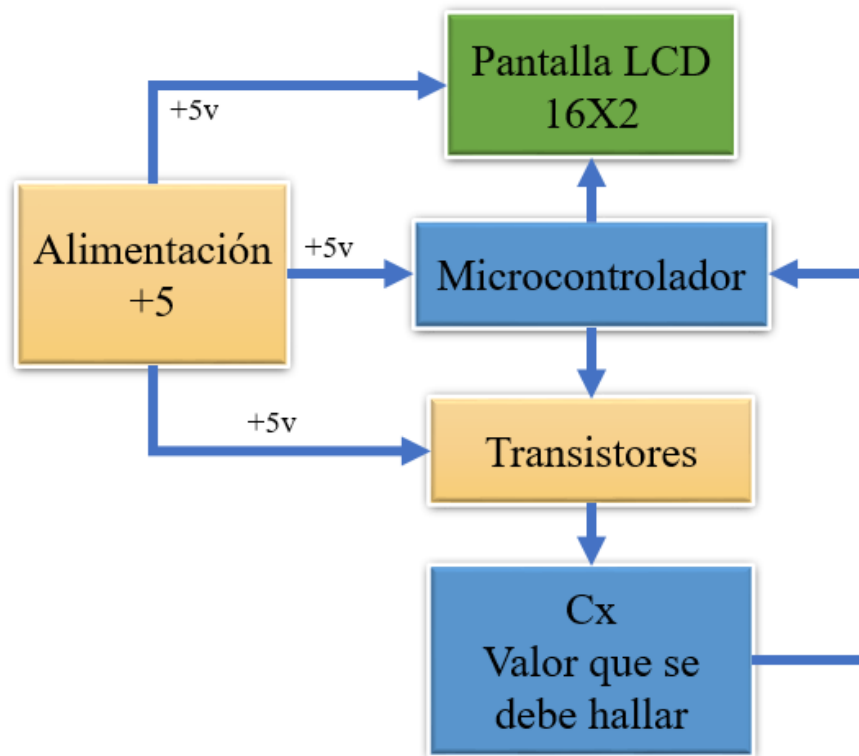 Pantalla LCD
16X2
+5v
Alimentación
+5
+5v
Microcontrolador
+5v
Transistores
Cx
Valor que se
debe hallar